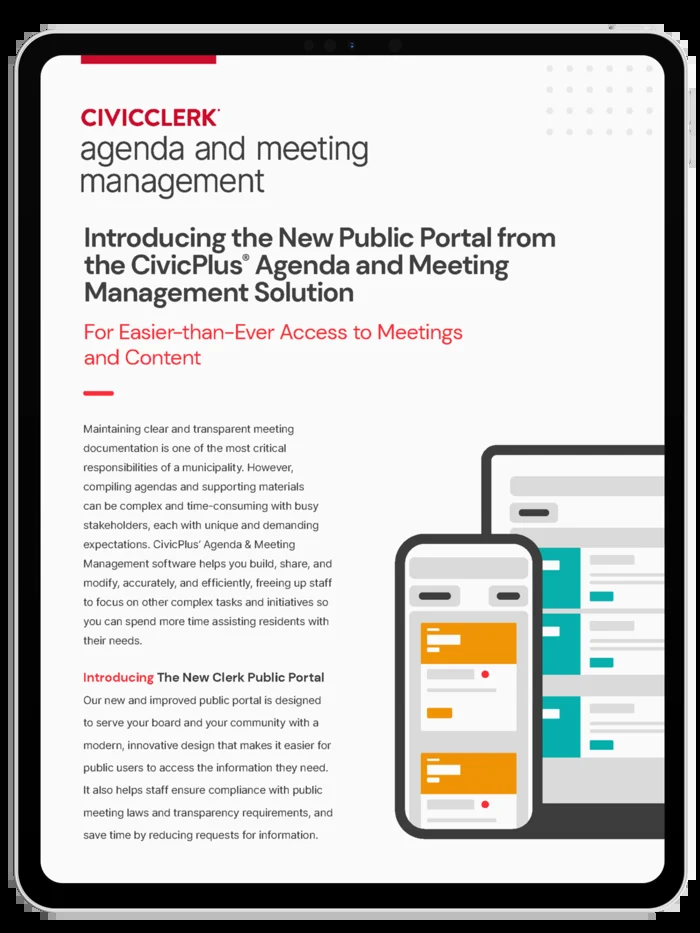 CIVICCLERK
agenda and meeting
management
Introducing the New Public Portal from
the CivicPlus® Agenda and Meeting
Management Solution
For Easier-than-Ever Access to Meetings
and Content
Maintaining clear and transparent meeting
documentation is one of the most critical
responsibilities of a municipality. However,
compiling agendas and supporting materials
can be complex and time-consuming with busy
stakeholders, each with unique and demanding
expectations. CivicPlus' Agenda & Meeting
Management software helps you build, share, and
modify, accurately, and efficiently, freeing up staff
to focus on other complex tasks and initiatives so
you can spend more time assisting residents with
their needs.
Introducing The New Clerk Public Portal
Our new and improved public portal is designed
to serve your board and your community with a
modern, innovative design that makes it easier for
public users to access the information they need.
It also helps staff ensure compliance with public
meeting laws and transparency requirements, and
save time by reducing requests for information.